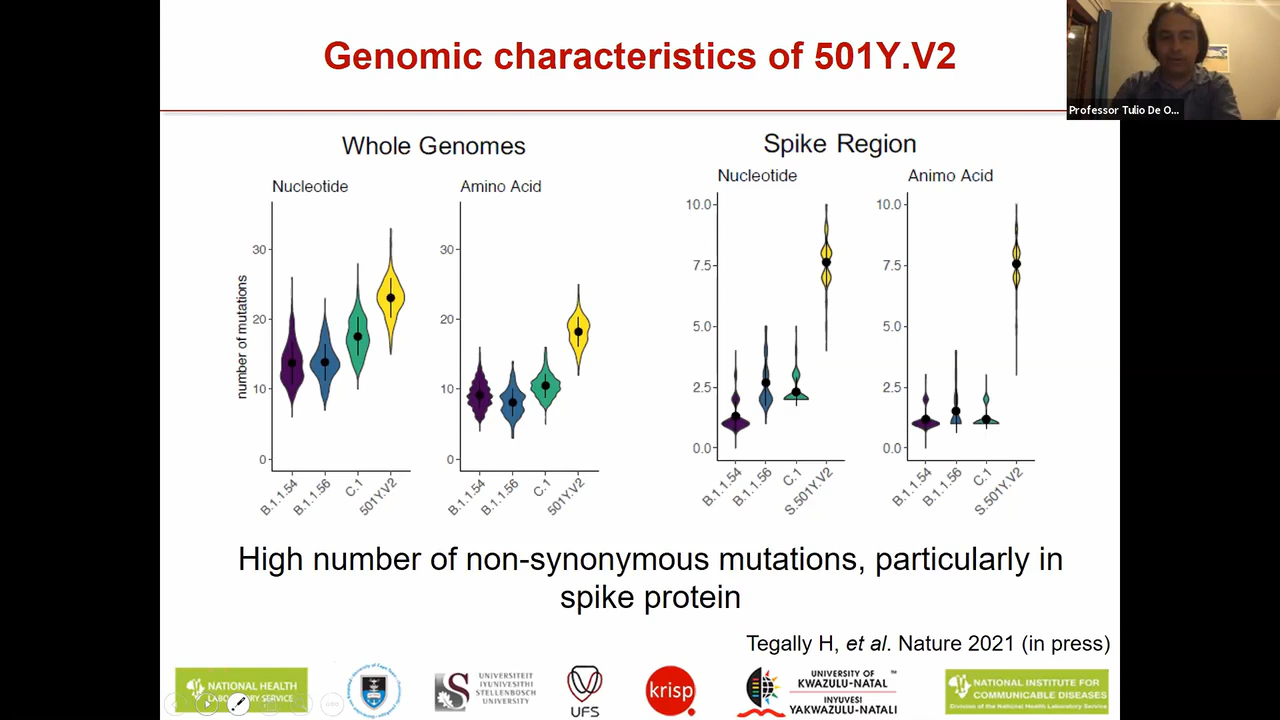 Genomic characteristics of 501Y.V2
Professor Tulio De O...
Whole Genomes
Nucleotide
Amino Acid
number of mutations
30
20
10
0
B.1.1.54
B.1.1.56
C.1
501Y.V2
30
20
10
0
B.1.1.54
B.1.1.56
C.1
501Y.V2
Spike Region
Nucleotide
Animo Acid
10.0
7.5
5.0
2.5
0.0
B.1.1.54
B.1.1.56
C.1
S.501Y.V2
10.0
7.5
5.0
2.5
0.0
B.1.1.54
B.1.1.56
C.1
S.501Y.V2
High number of non-synonymous mutations, particularly in
spike protein
Tegally H, et al. Nature 2021 (in press)
NATIONAL HEALTH
LABORATORY SERVICE
UNIVERSITEIT
IYUNIVESITHI
STELLENBOSCH
UNIVERSITY
UFS
krisp
UNIVERSITY OF ™
KWAZULU-NATAL
INYUVESI
YAKWAZULU-NATALI
NATIONAL INSTITUTE FOR
COMMUNICABLE DISEASES
Division of the National Health Laboratory Service